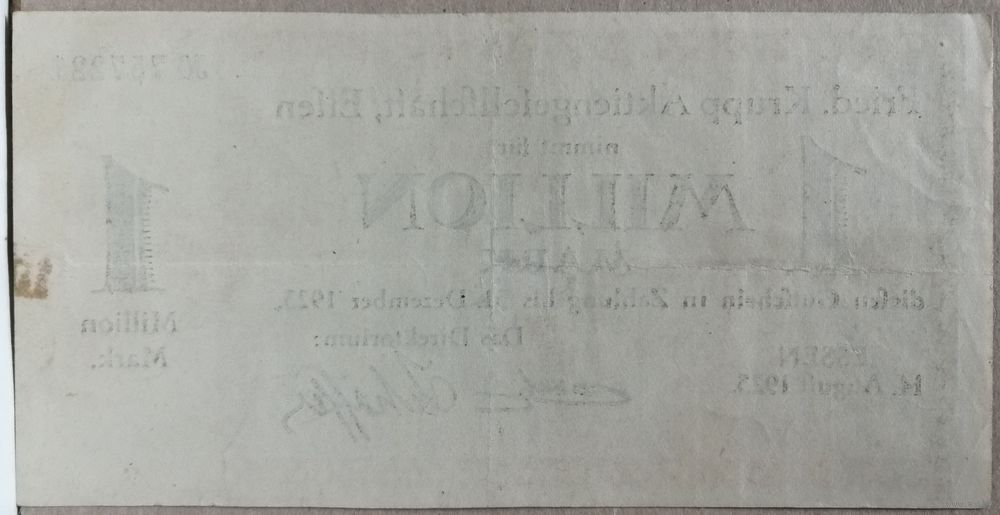 Fried. Krupp Aktiengesellschaft, Essen
nimmt für
1 MILLION
MARK
diesen Gutschein in Zahlung bis 31. Dezember 1923.
Das Direktorium:
ESSEN
14. August 1923.
1
Million
Mark.